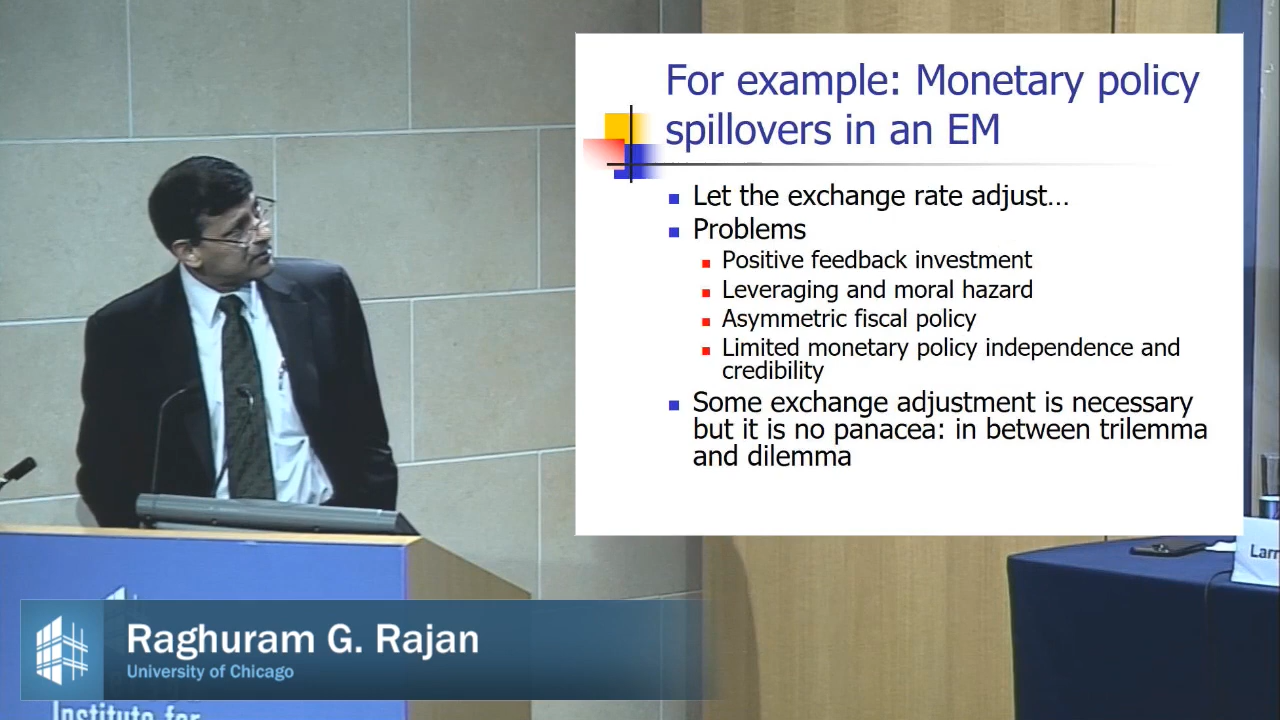 For example: Monetary policy
spillovers in an EM
Let the exchange rate adjust...
Problems
Positive feedback investment
Leveraging and moral hazard
Asymmetric fiscal policy
Limited monetary policy independence and
credibility
Some exchange adjustment is necessary
but it is no panacea: in between trilemma
and dilemma
Larr
Raghuram G. Rajan
University of Chicago
Institute for